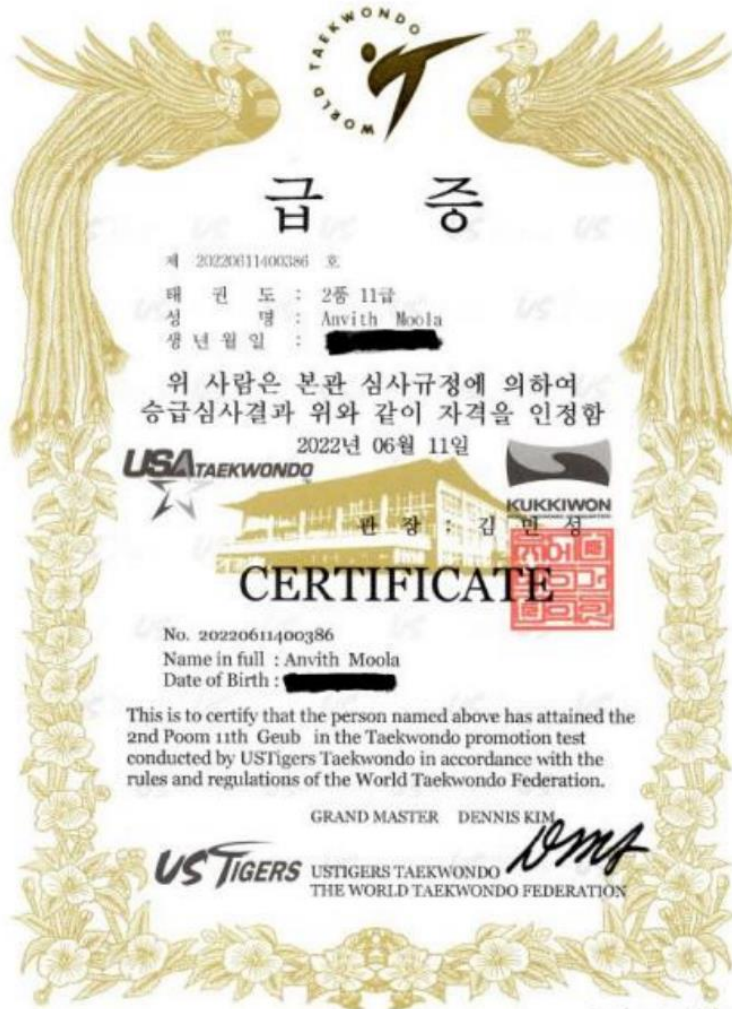 WORLD TAEKWONDO
급 증
제 20220611400386 호
태 권 도 : 2품 11급
성 명 : Anvith Moola
생년월일 :
위 사람은 본관 심사규정에 의하여
승급심사결과 위와 같이 자격을 인정함
2022년 06월 11일
USA TAEKWONDO
KUKKIWON
관 장 : 김 민 성
CERTIFICATE
No. 20220611400386
Name in full : Anvith Moola
Date of Birth :
This is to certify that the person named above has attained the
2nd Poom 11th Geub in the Taekwondo promotion test
conducted by USTigers Taekwondo in accordance with the
rules and regulations of the World Taekwondo Federation.
GRAND MASTER DENNIS KIM
US TIGERS
USTIGERS TAEKWONDO
THE WORLD TAEKWONDO FEDERATION